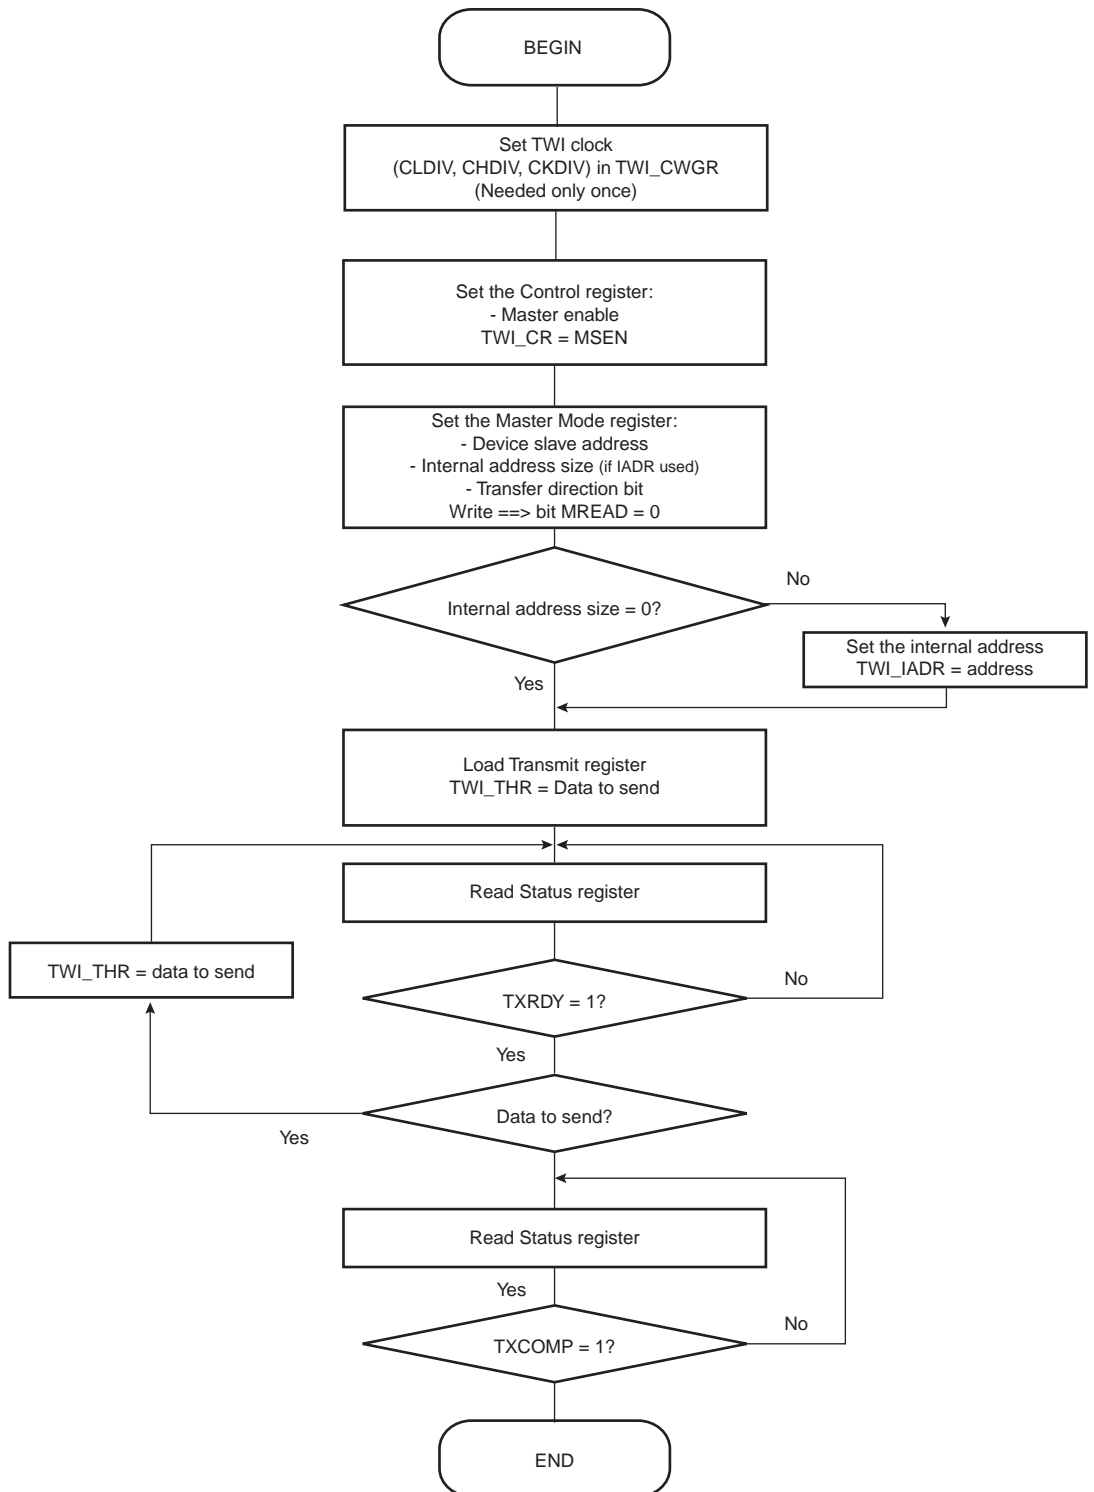 BEGIN
Set TWI clock
(CLDIV, CHDIV, CKDIV) in TWI_CWGR
(Needed only once)
Set the Control register:
- Master enable
TWI_CR = MSEN
Set the Master Mode register:
- Device slave address
- Internal address size (if IADR used)
- Transfer direction bit
Write ==> bit MREAD = 0
No
Internal address size = 0?
Set the internal address
TWI_IADR = address
Yes
Load Transmit register
TWI_THR = Data to send
Read Status register
TWI_THR = data to send
No
TXRDY = 1?
Yes
Data to send?
Yes
Read Status register
Yes
No
TXCOMP = 1?
END